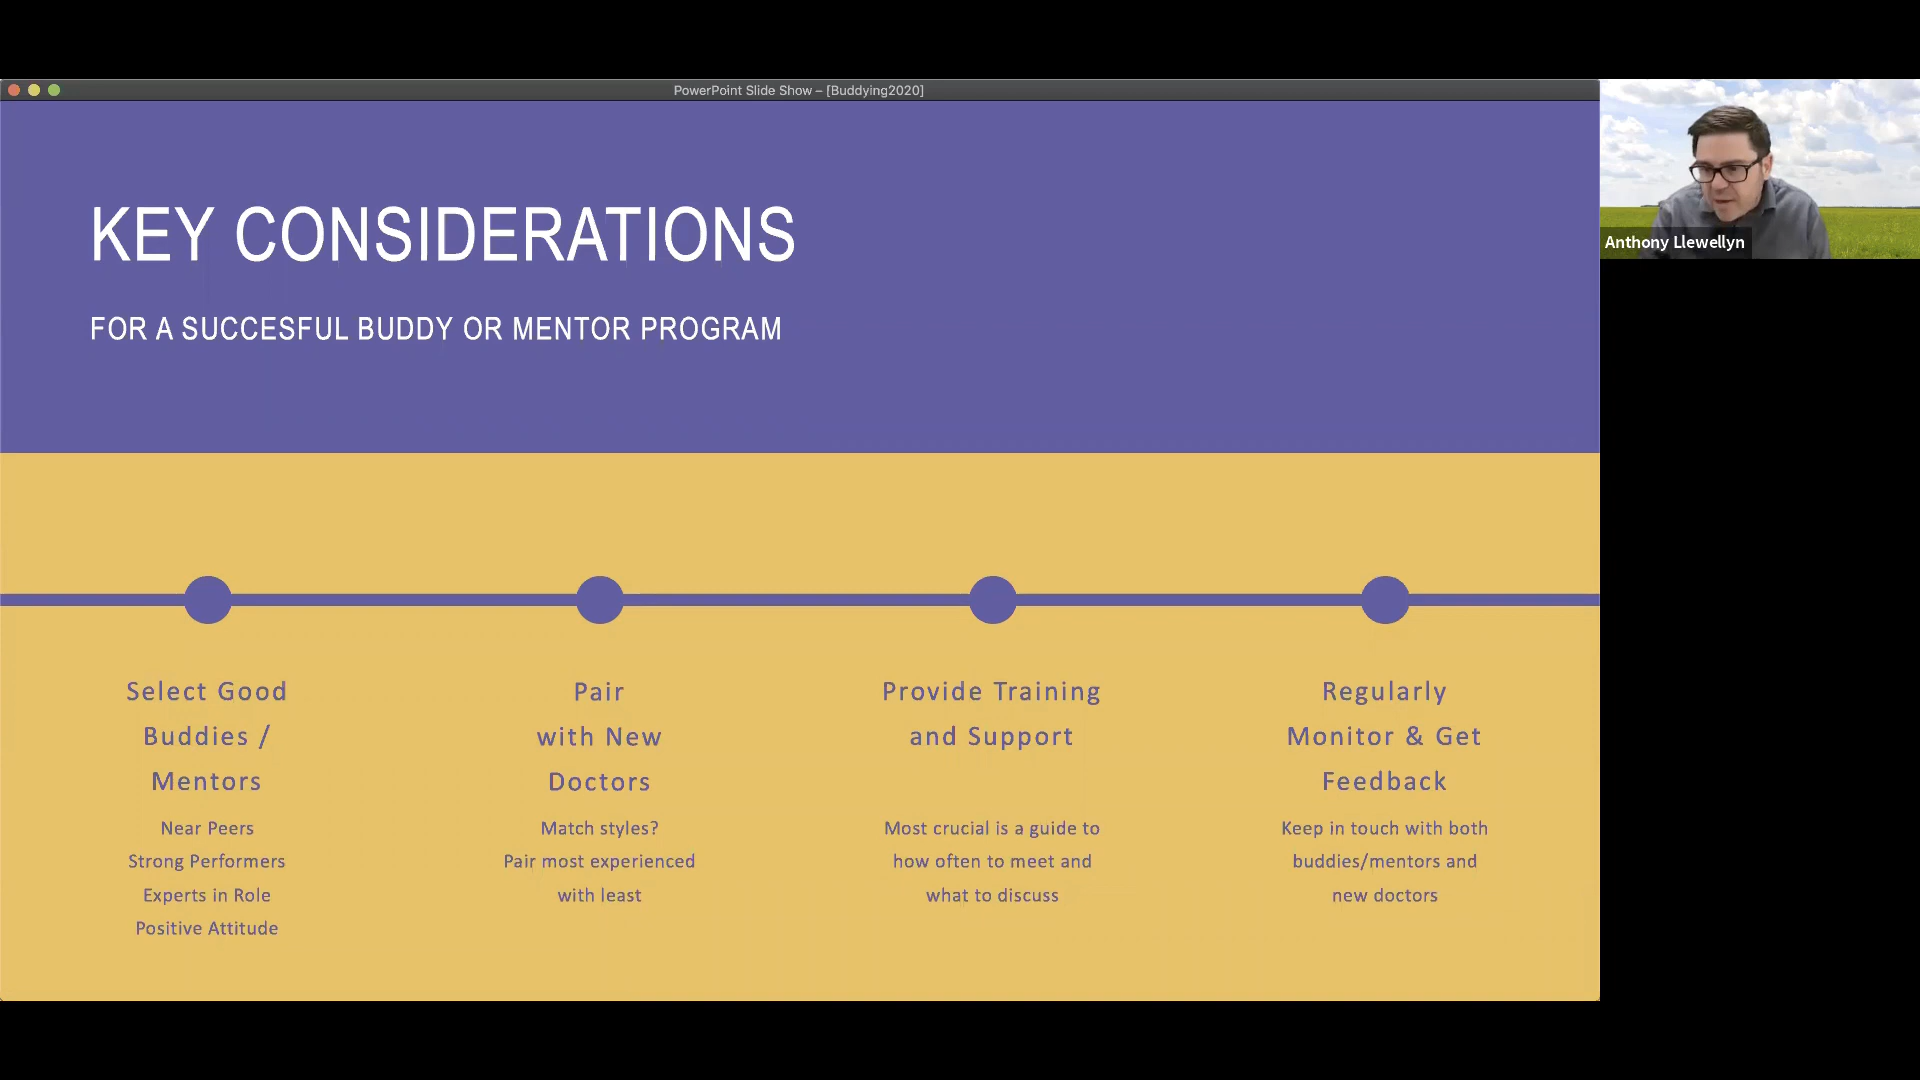 PowerPoint Slide Show – [Buddying2020]
KEY CONSIDERATIONS
FOR A SUCCESFUL BUDDY OR MENTOR PROGRAM
Anthony Llewellyn
Select Good
Buddies /
Mentors
Near Peers
Strong Performers
Experts in Role
Positive Attitude
Pair
with New
Doctors
Match styles?
Pair most experienced
with least
Provide Training
and Support
Most crucial is a guide to
how often to meet and
what to discuss
Regularly
Monitor & Get
Feedback
Keep in touch with both
buddies/mentors and
new doctors